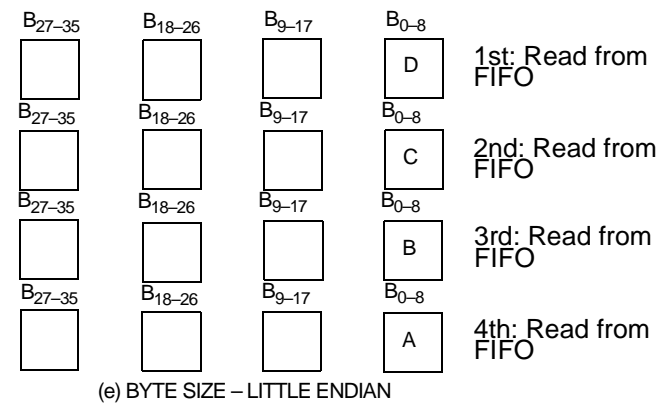 B27–35 B18–26 B9–17 B0–8
D 1st: Read from
FIFO
B27–35 B18–26 B9–17 B0–8
C 2nd: Read from
FIFO
B27–35 B18–26 B9–17 B0–8
B 3rd: Read from
FIFO
B27–35 B18–26 B9–17 B0–8
A 4th: Read from
FIFO
(e) BYTE SIZE – LITTLE ENDIAN